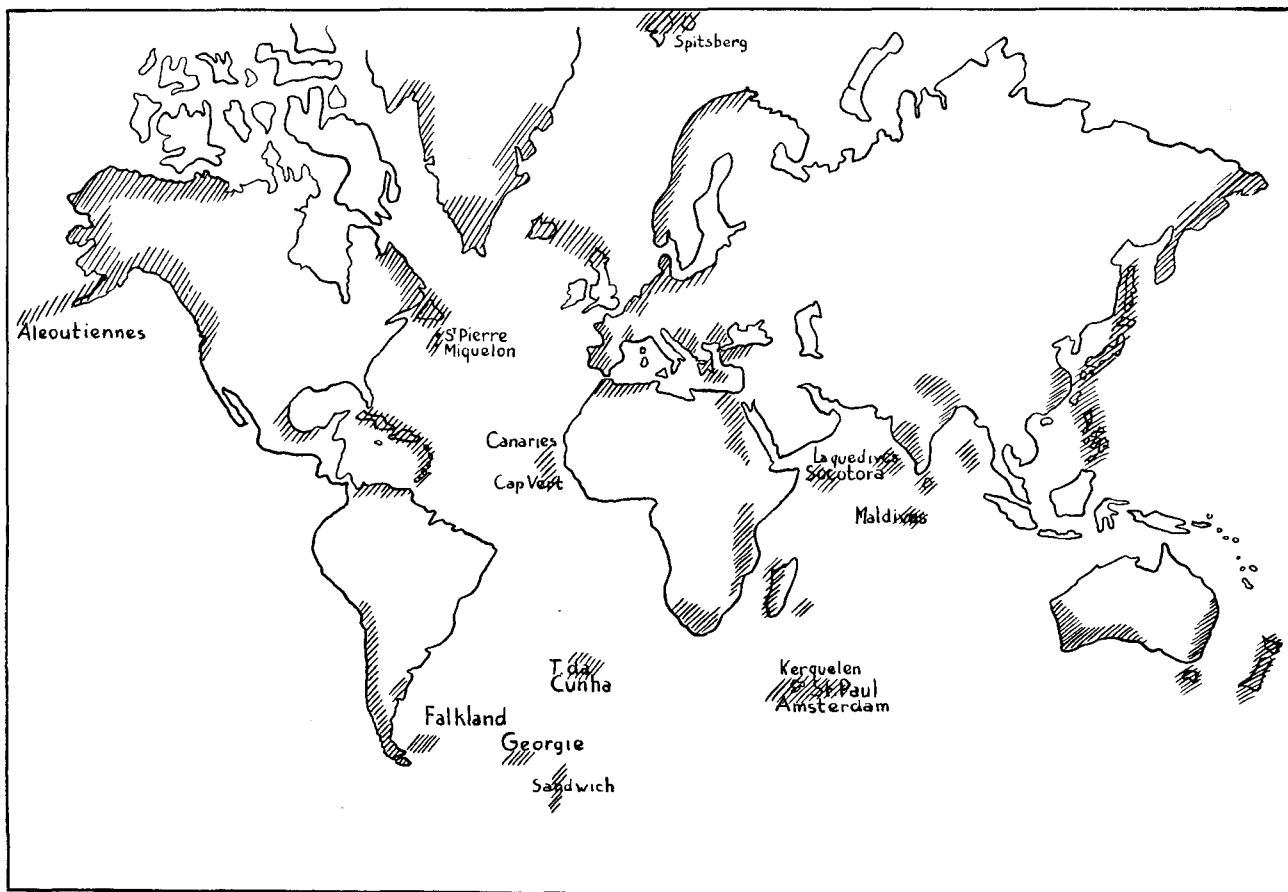 Spitsberg
Aleoutiennes
St Pierre
Miquelon
Canaries
Cap Vert
Laquedives
Socotora
Maldives
T. da
Cunha
Kerquelen
St Paul
Amsterdam
Falkland
Georgie
Sandwich